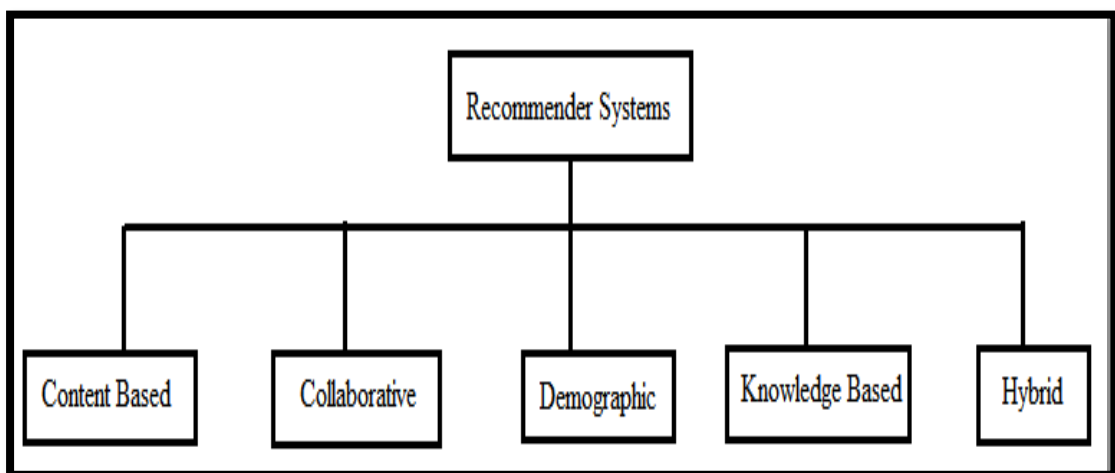 Recommender Systems
Content Based
Collaborative
Demographic
Knowledge Based
Hybrid